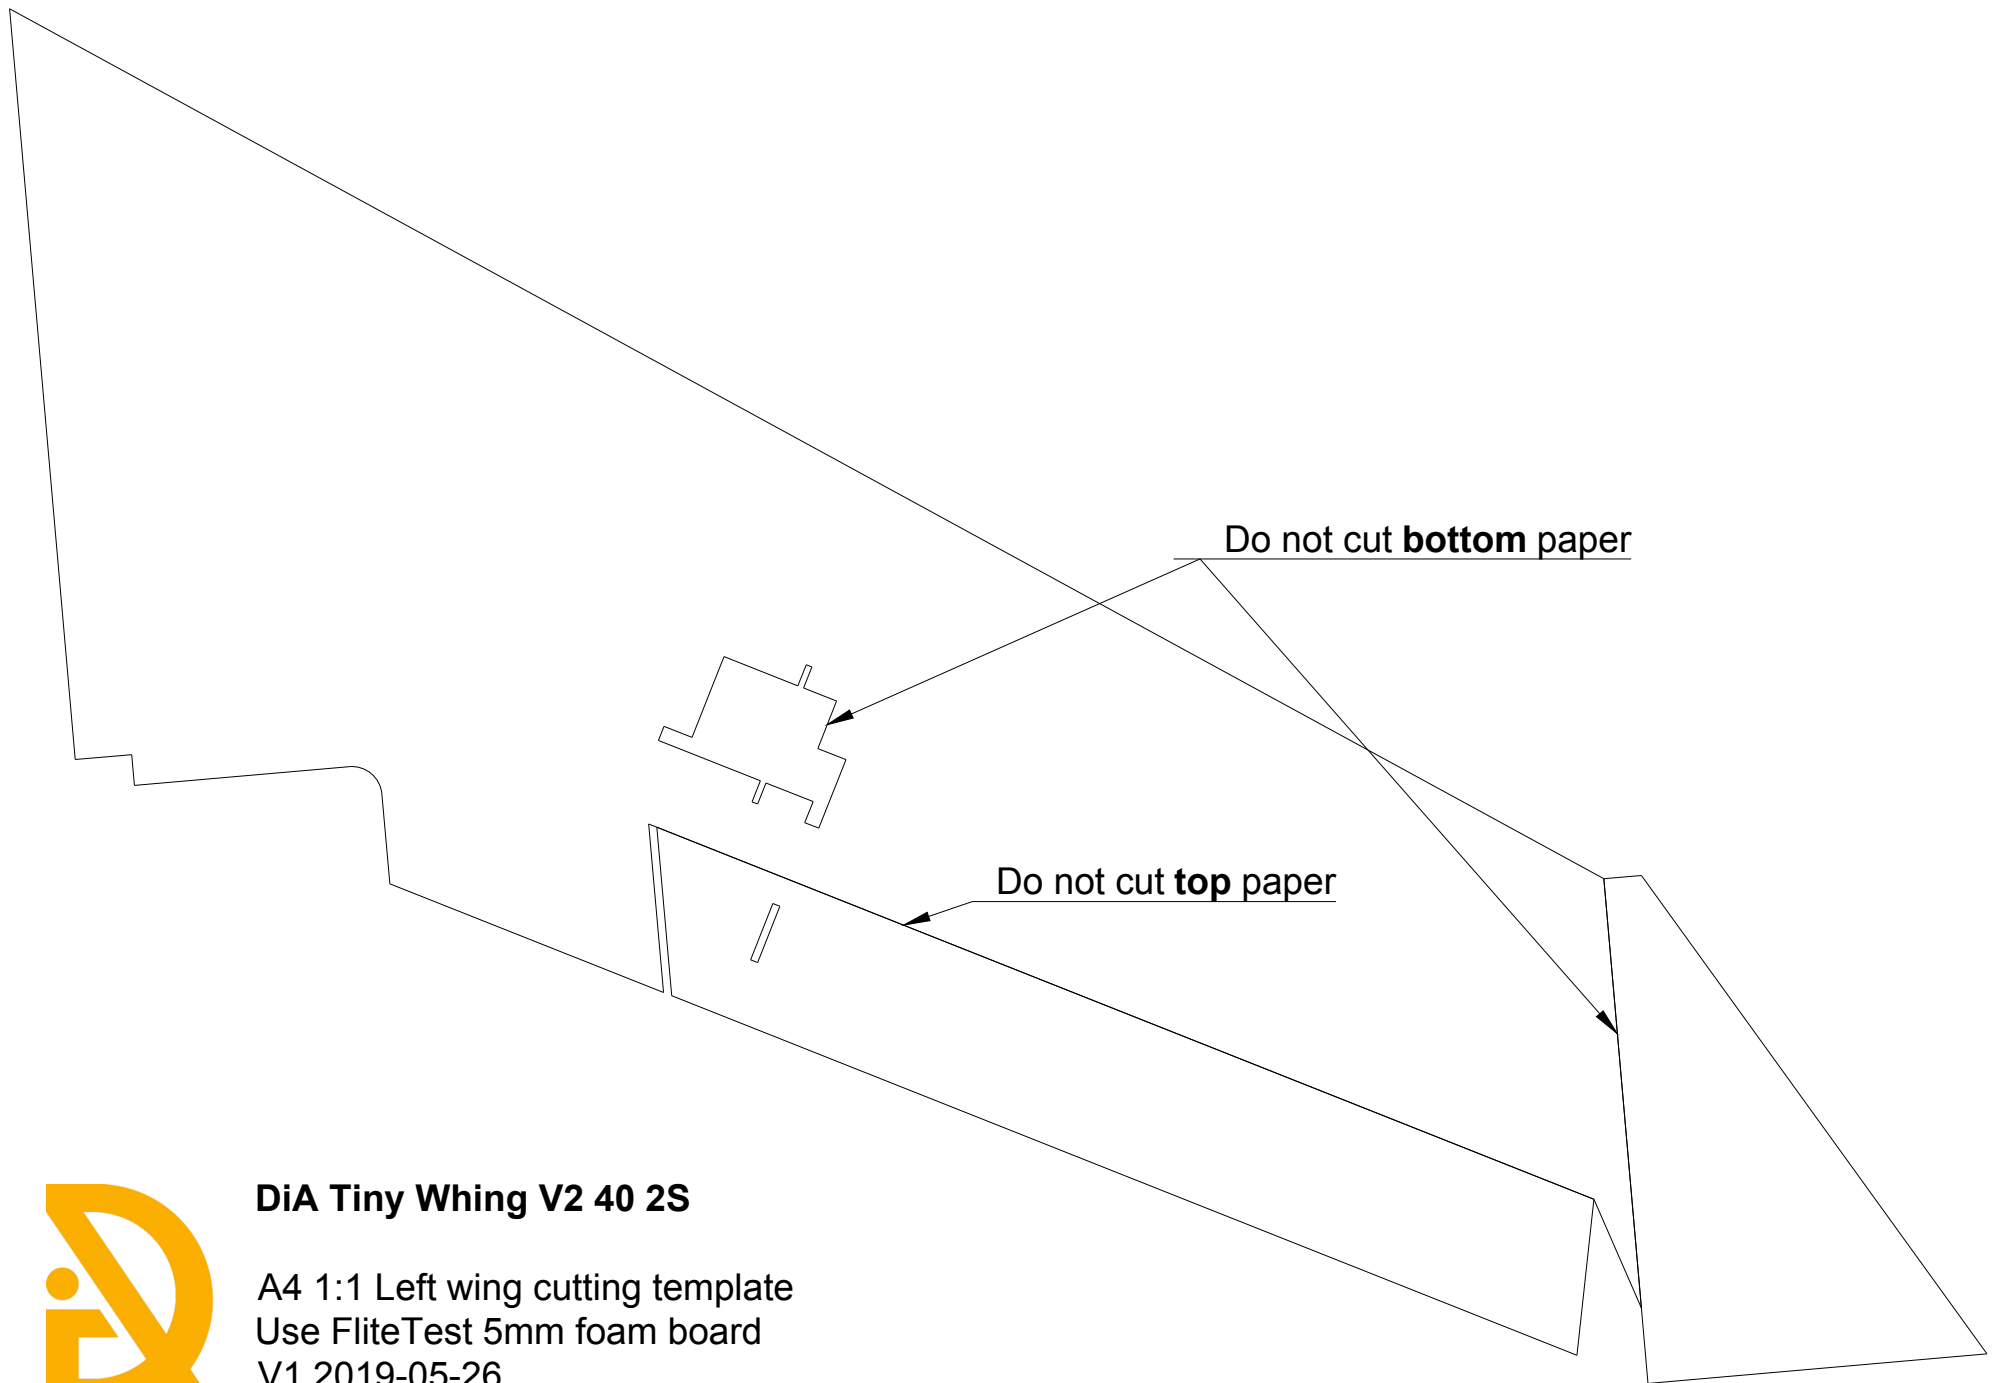 Do not cut bottom paper
Do not cut top paper
DiA Tiny Whing V2 40 2S
A4 1:1 Left wing cutting template
Use FliteTest 5mm foam board
V1 2019-05-26